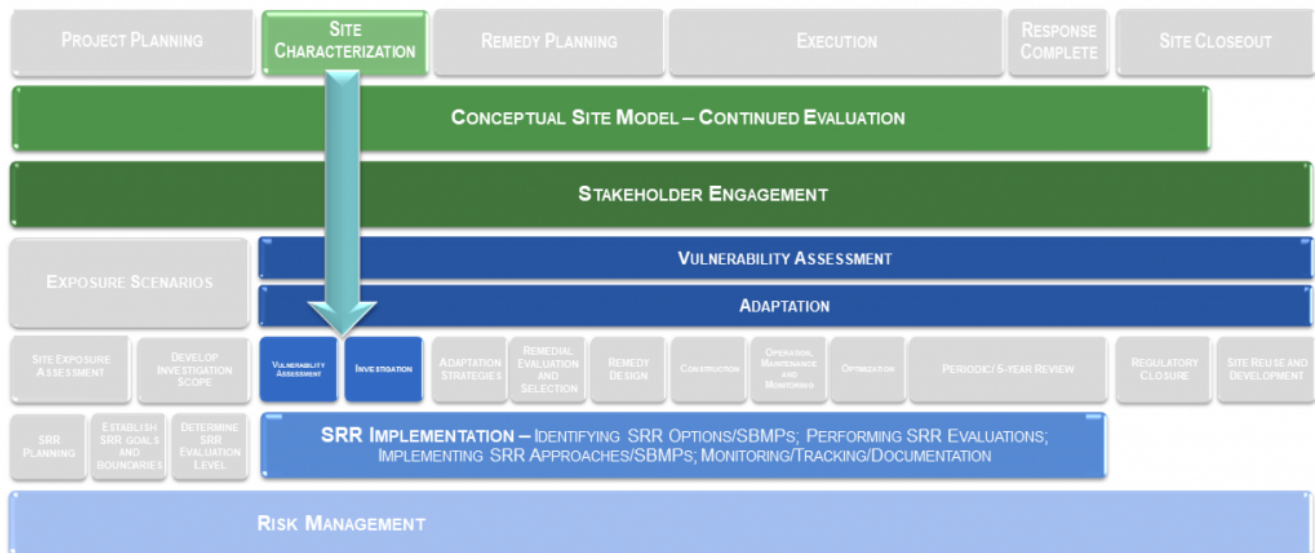 PROJECT PLANNING
SITE
CHARACTERIZATION
REMEDY PLANNING
EXECUTION
RESPONSE
COMPLETE
SITE CLOSEOUT
CONCEPTUAL SITE MODEL – CONTINUED EVALUATION
STAKEHOLDER ENGAGEMENT
EXPOSURE SCENARIOS
VULNERABILITY ASSESSMENT
ADAPTATION
SITE EXPOSURE
ASSESSMENT
DEVELOP
INVESTIGATION
SCOPE
VULNERABILITY
ASSESSMENT
INVESTIGATION
ADAPTATION
STRATEGIES
REMEDIAL
EVALUATION
AND
SELECTION
REMEDY
DESIGN
CONSTRUCTION
OPERATION,
MAINTENANCE
AND
MONITORING
OPTIMIZATION
PERIODIC/ 5-YEAR REVIEW
REGULATORY
CLOSURE
SITE REUSE AND
DEVELOPMENT
SRR
PLANNING
ESTABLISH
SRR GOALS
AND
BOUNDARIES
DETERMINE
SRR
EVALUATION
LEVEL
SRR IMPLEMENTATION – IDENTIFYING SRR OPTIONS/SBMPS; PERFORMING SRR EVALUATIONS;
IMPLEMENTING SRR APPROACHES/SBMPS; MONITORING/TRACKING/DOCUMENTATION
RISK MANAGEMENT